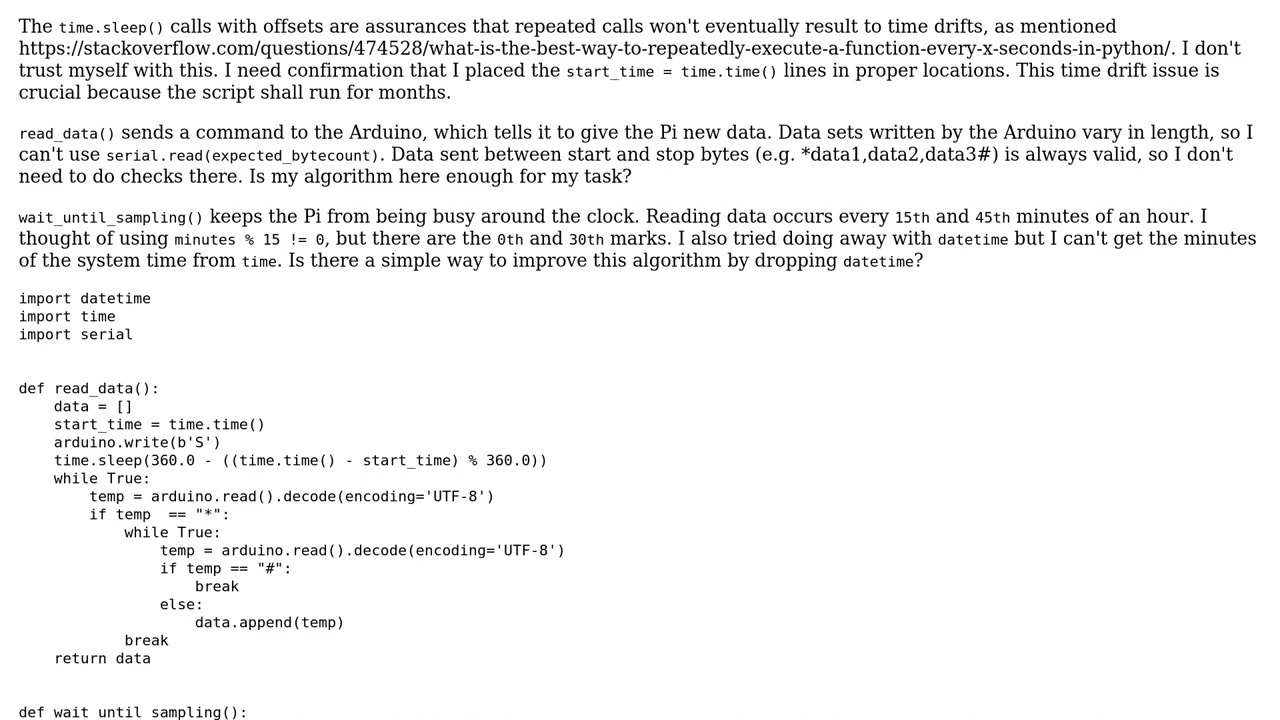 The time.sleep() calls with offsets are assurances that repeated calls won't eventually result to time drifts, as mentioned
https://stackoverflow.com/questions/474528/what-is-the-best-way-to-repeatedly-execute-a-function-every-x-seconds-in-python/. I don't
trust myself with this. I need confirmation that I placed the start_time = time.time() lines in proper locations. This time drift issue is
crucial because the script shall run for months.
read_data() sends a command to the Arduino, which tells it to give the Pi new data. Data sets written by the Arduino vary in length, so I
can't use serial.read(expected_bytecount). Data sent between start and stop bytes (e.g. *data1,data2,data3#) is always valid, so I don't
need to do checks there. Is my algorithm here enough for my task?
wait_until_sampling() keeps the Pi from being busy around the clock. Reading data occurs every 15th and 45th minutes of an hour. I
thought of using minutes % 15 != 0, but there are the 0th and 30th marks. I also tried doing away with datetime but I can't get the minutes
of the system time from time. Is there a simple way to improve this algorithm by dropping datetime?
import datetime
import time
import serial
def read_data():
    data = []
    start_time = time.time()
    arduino.write(b'S')
    time.sleep(360.0 - ((time.time() - start_time) % 360.0))
    while True:
        temp = arduino.read().decode(encoding='UTF-8')
        if temp  == "*":
            while True:
                temp = arduino.read().decode(encoding='UTF-8')
                if temp == "#":
                    break
                else:
                    data.append(temp)
            break
    return data
def wait_until_sampling():